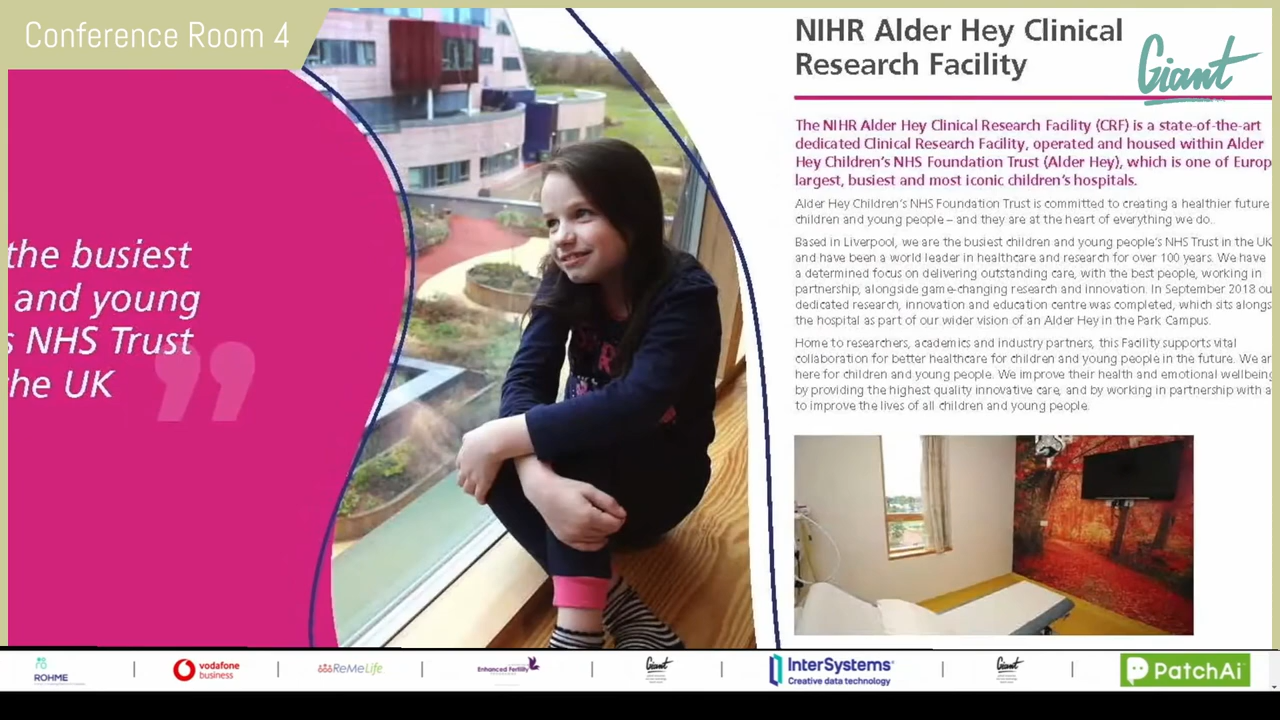 Conference Room 4
the busiest
and young
s NHS Trust
he UK
”
NIHR Alder Hey Clinical
Research Facility
Giant
The NIHR Alder Hey Clinical Research Facility (CRF) is a state-of-the-art
dedicated Clinical Research Facility, operated and housed within Alder
Hey Children's NHS Foundation Trust (Alder Hey), which is one of Europ
largest, busiest and most iconic children's hospitals.
Alder Hey Children's NHS Foundation Trust is committed to creating a healthier future
children and young people – and they are at the heart of everything we do.
Based in Liverpool, we are the busiest children and young people's NHS Trust in the UK
and have been a world leader in healthcare and research for over 100 years. We have
a determined focus on delivering outstanding care, with the best people, working in
partnership, alongside game-changing research and innovation. In September 2018 ou
dedicated research, innovation and education centre was completed, which sits alongs
the hospital as part of our wider vision of an Alder Hey in the Park Campus.
Home to researchers, academics and industry partners, this Facility supports vital
collaboration for better healthcare for children and young people in the future. We ar
here for children and young people. We improve their health and emotional wellbeing
by providing the highest quality innovative care, and by working in partnership with a
to improve the lives of all children and young people.
ROHME
vodafone
business
ReMeLife
Enhanced Fertility
Giant
InterSystems
Creative data technology
Giant
PatchAi